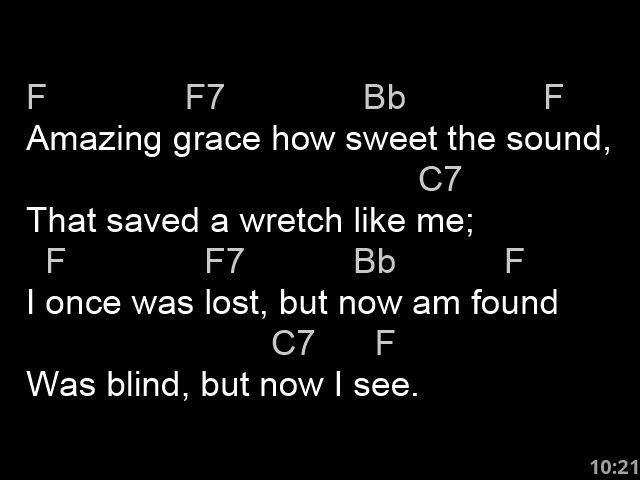 F F7 Bb F
Amazing grace how sweet the sound,
C7
That saved a wretch like me;
F F7 Bb F
I once was lost, but now am found
C7 F
Was blind, but now I see.
10:21